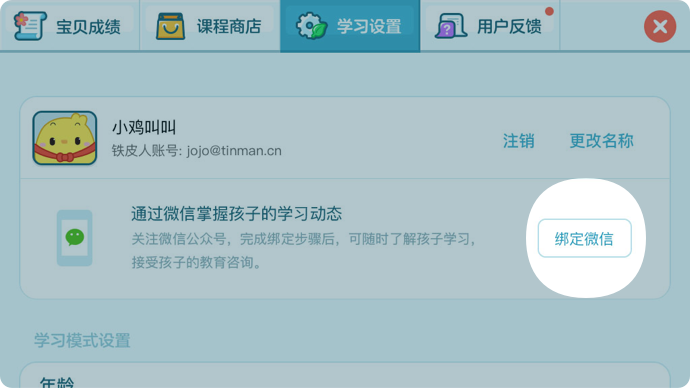 宝贝成绩
课程商店
学习设置
用户反馈
小鸡叫叫
铁皮人账号: jojo@tinman.cn
注销
更改名称
通过微信掌握孩子的学习动态
关注微信公众号，完成绑定步骤后，可随时了解孩子学习，
接受孩子的教育咨询。
绑定微信
学习模式设置
年龄